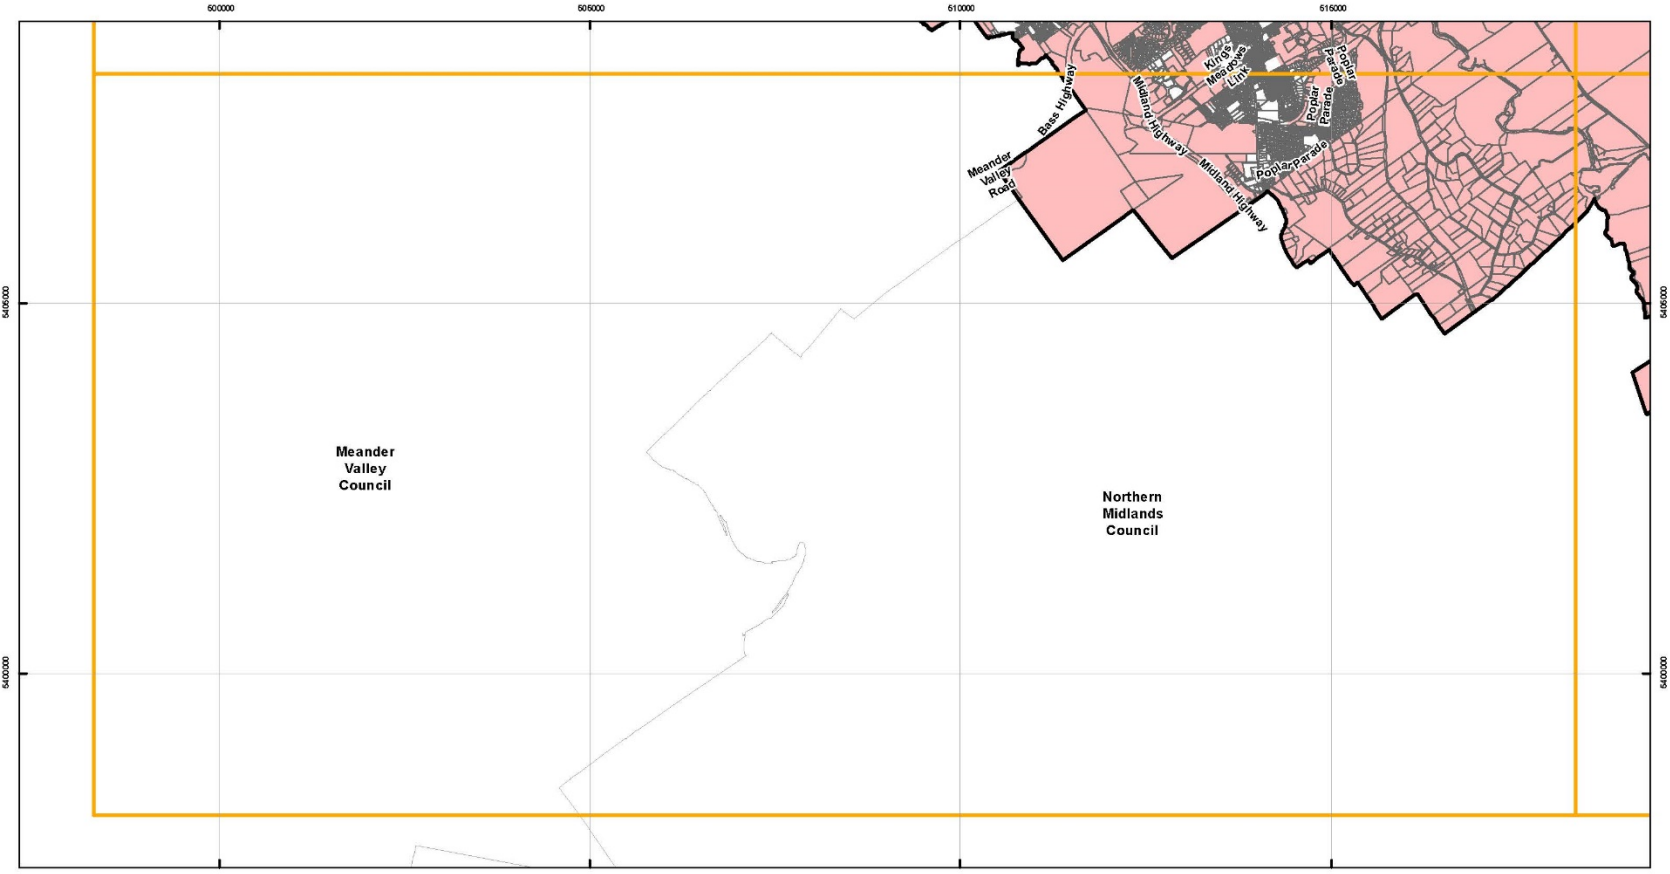 600000
605000
610000
615000
Kings
Meadows
Link
Poplar
Parade
Bass Highway
Midland Highway
Poplar
Parade
Meander
Valley
Road
Midland Highway
Poplar Parade
5405000
5405000
Meander
Valley
Council
Northern
Midlands
Council
5400000
5400000